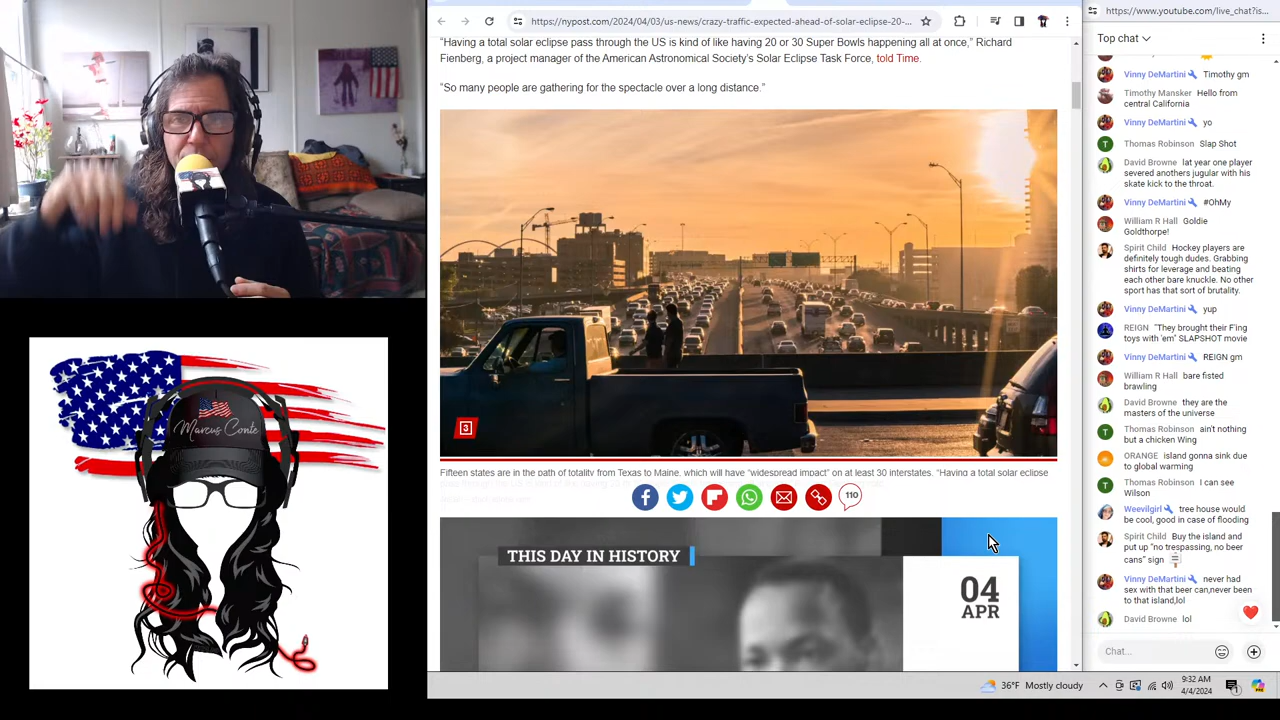 https://nypost.com/2024/04/03/us-news/crazy-traffic-expected-ahead-of-solar-eclipse-20-...
https://www.youtube.com/live_chat?is...
“Having a total solar eclipse pass through the US is kind of like having 20 or 30 Super Bowls happening all at once,” Richard
Fienberg, a project manager of the American Astronomical Society’s Solar Eclipse Task Force, told Time.
“So many people are gathering for the spectacle over a long distance.”
3
Fifteen states are in the path of totality from Texas to Maine, which will have “widespread impact” on at least 30 interstates. “Having a total solar eclipse
110
THIS DAY IN HISTORY
04
APR
Marcus Conte
Top chat
Vinny DeMartini Timothy gm
Timothy Mansker Hello from
central California
Vinny DeMartini yo
T
Thomas Robinson Slap Shot
David Browne lat year one player
severed anothers jugular with his
skate kick to the throat.
Vinny DeMartini #OhMy
William R Hall Goldie
Goldthorpe!
Spirit Child Hockey players are
definitely tough dudes. Grabbing
shirts for leverage and beating
each other bare knuckle. No other
sport has that sort of brutality.
Vinny DeMartini yup
REIGN “They brought their F'ing
toys with 'em” SLAPSHOT movie
Vinny DeMartini REIGN gm
William R Hall bare fisted
brawling
David Browne they are the
masters of the universe
T
Thomas Robinson ain't nothing
but a chicken Wing
ORANGE island gonna sink due
to global warming
T
Thomas Robinson I can see
Wilson
Weevilgirl tree house would
be cool, good in case of flooding
Spirit Child Buy the island and
put up “no trespassing, no beer
cans” sign
Vinny DeMartini never had
sex with that beer can,never been
to that island,lol
David Browne lol
Chat...
36°F Mostly cloudy
9:32 AM
4/4/2024
1